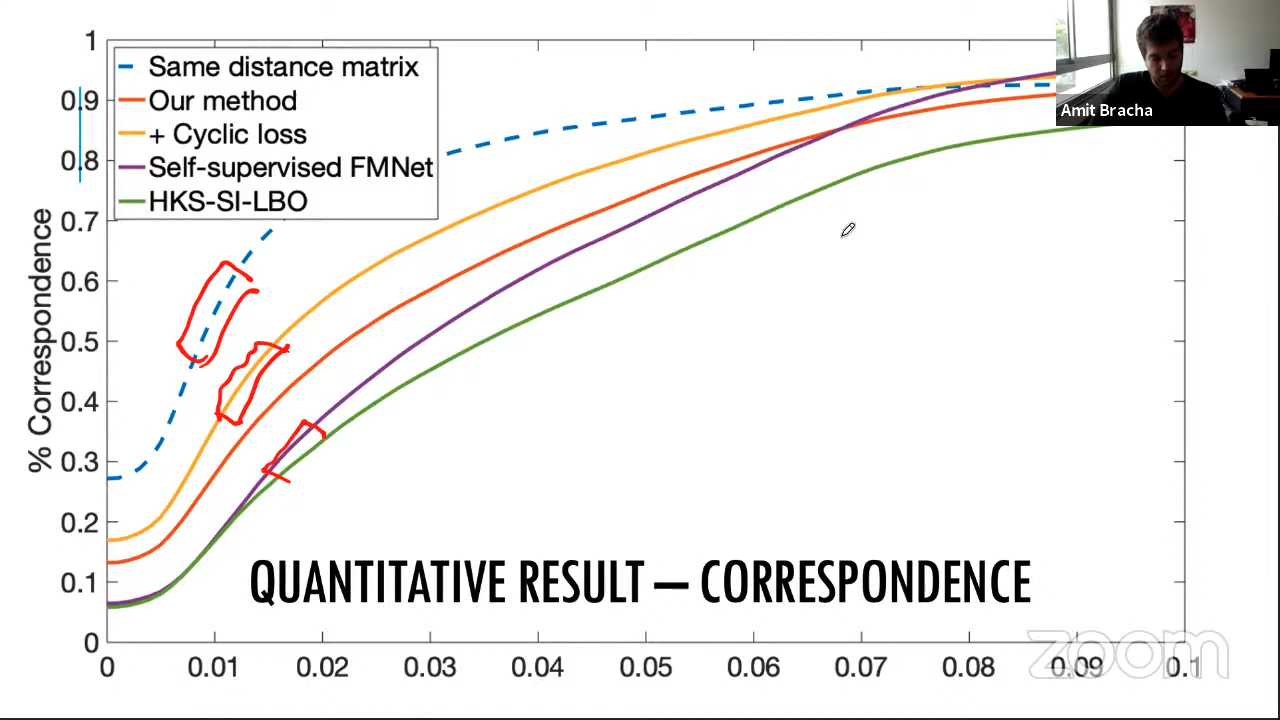 1
Same distance matrix
0.9
Our method
Amit Bracha
+ Cyclic loss
0.8
Self-supervised FMNet
HKS-SI-LBO
0.7
% Correspondence
0.6
0.5
0.4
0.3
0.2
0.1
QUANTITATIVE RESULT – CORRESPONDENCE
0
zoom
0 0.01 0.02 0.03 0.04 0.05 0.06 0.07 0.08 0.09 0.1